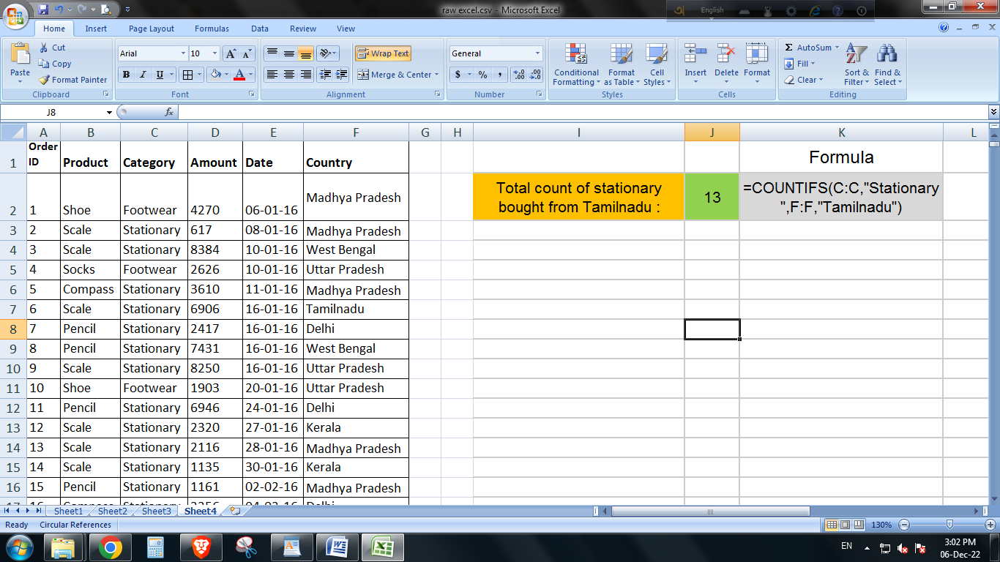 raw excel.csv - Microsoft Excel
English
Home Insert Page Layout Formulas Data Review View
Paste
Cut
Copy
Format Painter
Clipboard
Arial 10
B I U
Font
Wrap Text
Merge & Center
Alignment
General
$ % ,
Number
Conditional Formatting
Format as Table
Cell Styles
Styles
Insert Delete Format
Cells
AutoSum
Fill
Clear
Sort & Filter
Find & Select
Editing
J8 fx
A B C D E F G H I J K L
1 Order ID Product Category Amount Date Country Formula
2 1 Shoe Footwear 4270 06-01-16 Madhya Pradesh Total count of stationary bought from Tamilnadu : 13 =COUNTIFS(C:C,"Stationary",F:F,"Tamilnadu")
3 2 Scale Stationary 617 08-01-16 Madhya Pradesh
4 3 Scale Stationary 8384 10-01-16 West Bengal
5 4 Socks Footwear 2626 10-01-16 Uttar Pradesh
6 5 Compass Stationary 3610 11-01-16 Madhya Pradesh
7 6 Scale Stationary 6906 16-01-16 Tamilnadu
8 7 Pencil Stationary 2417 16-01-16 Delhi
9 8 Pencil Stationary 7431 16-01-16 West Bengal
10 9 Scale Stationary 8250 16-01-16 Uttar Pradesh
11 10 Shoe Footwear 1903 20-01-16 Uttar Pradesh
12 11 Pencil Stationary 6946 24-01-16 Delhi
13 12 Scale Stationary 2320 27-01-16 Kerala
14 13 Scale Stationary 2116 28-01-16 Madhya Pradesh
15 14 Scale Stationary 1135 30-01-16 Kerala
16 15 Pencil Stationary 1161 02-02-16 Madhya Pradesh
Sheet1 Sheet2 Sheet3 Sheet4
Ready Circular References 130%
EN 3:02 PM
06-Dec-22